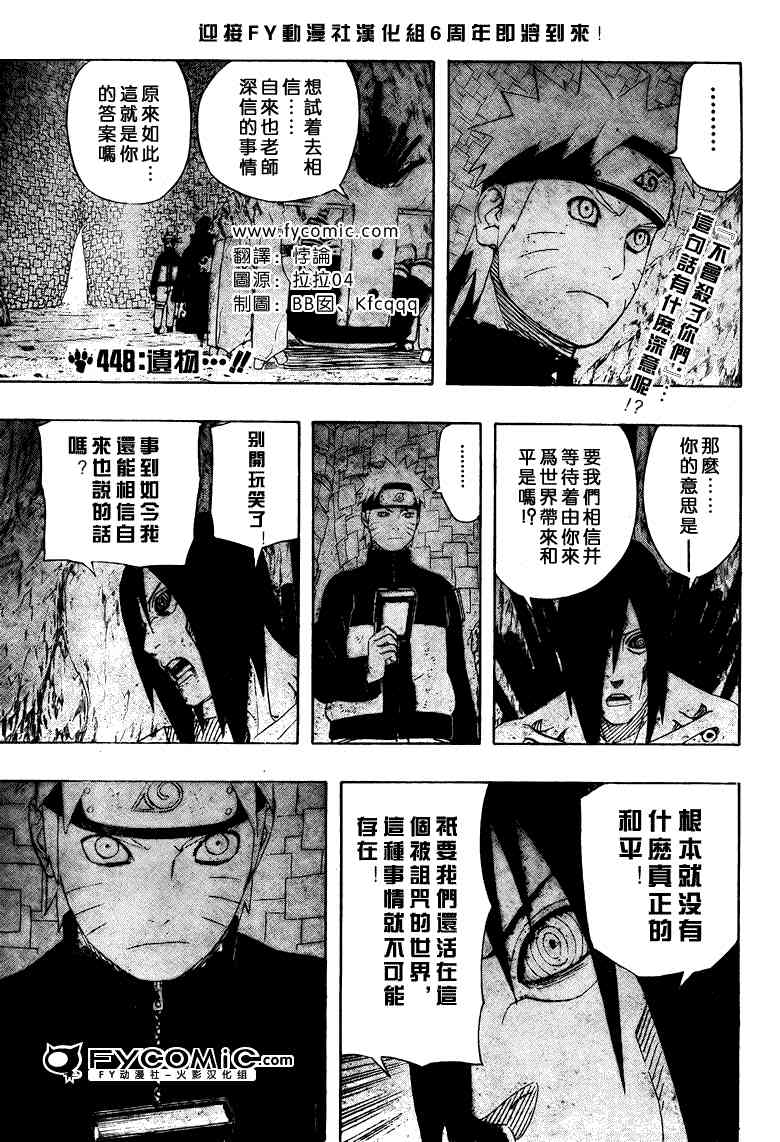 迎接FY動漫社漢化組6周年即將到來!
………
『不會殺了你們』…
這句話有什麽深意呢?
!?
想試着去相
信……
自來也老師
深信的事情
原來如此…
這就是你
的答案嗎
www.fycomic.com
翻譯:悖論
圖源:拉拉04
制圖:BB囡、Kfcqqq
448:遺物…!!
那麽……
你的意思是
——
要我們相信并
等待着由你來
爲世界帶來和
平是嗎!?
………
别開玩笑了!
事到如今我
還能相信自
來也說的話
嗎?
根本就没有
什麽真正的
和平!
衹要我們還活在這
個被詛咒的世界,
這種事情就不可能
存在!
FYCOMIC.com
FY动漫社–火影汉化组